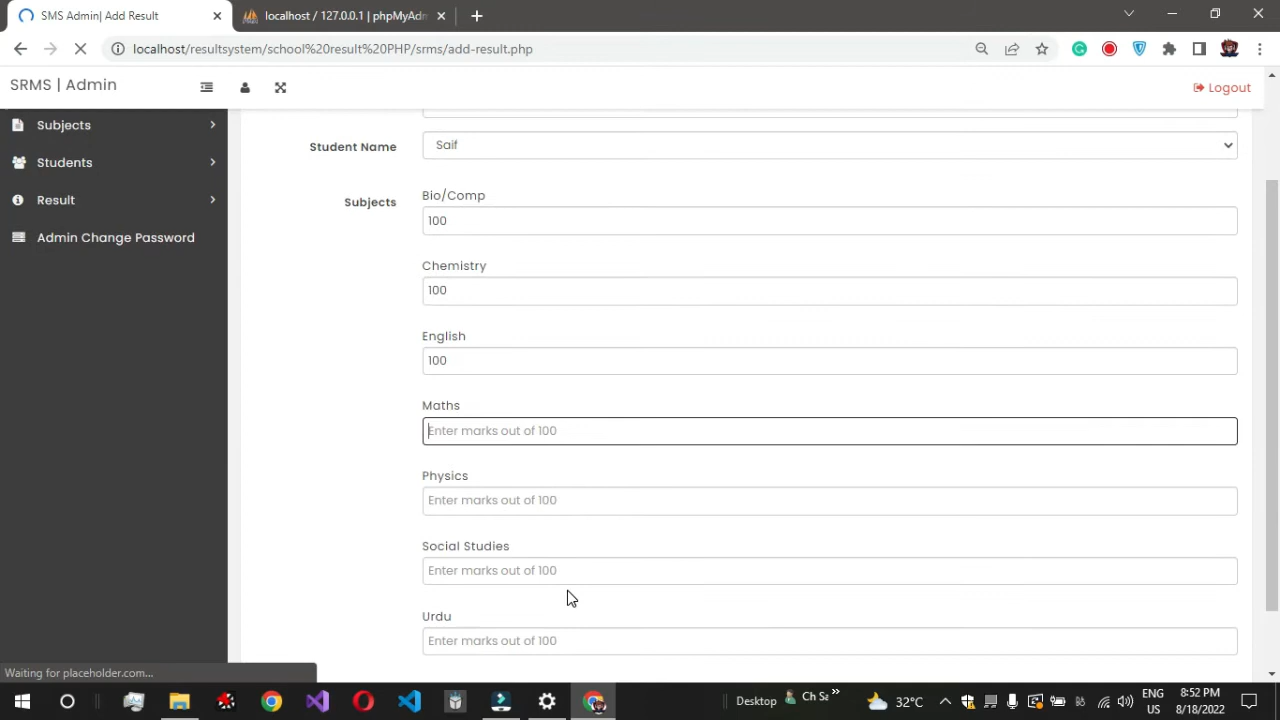 SMS Admin| Add Result
localhost / 127.0.0.1 | phpMyAdm
localhost/resultsystem/school%20result%20PHP/srms/add-result.php
SRMS | Admin
Logout
Subjects
Students
Result
Admin Change Password
Student Name
Saif
Subjects
Bio/Comp
100
Chemistry
100
English
100
Maths
Enter marks out of 100
Physics
Enter marks out of 100
Social Studies
Enter marks out of 100
Urdu
Enter marks out of 100
Waiting for placeholder.com...
Desktop
Ch Sa
32°C
ENG
US
8:52 PM
8/18/2022